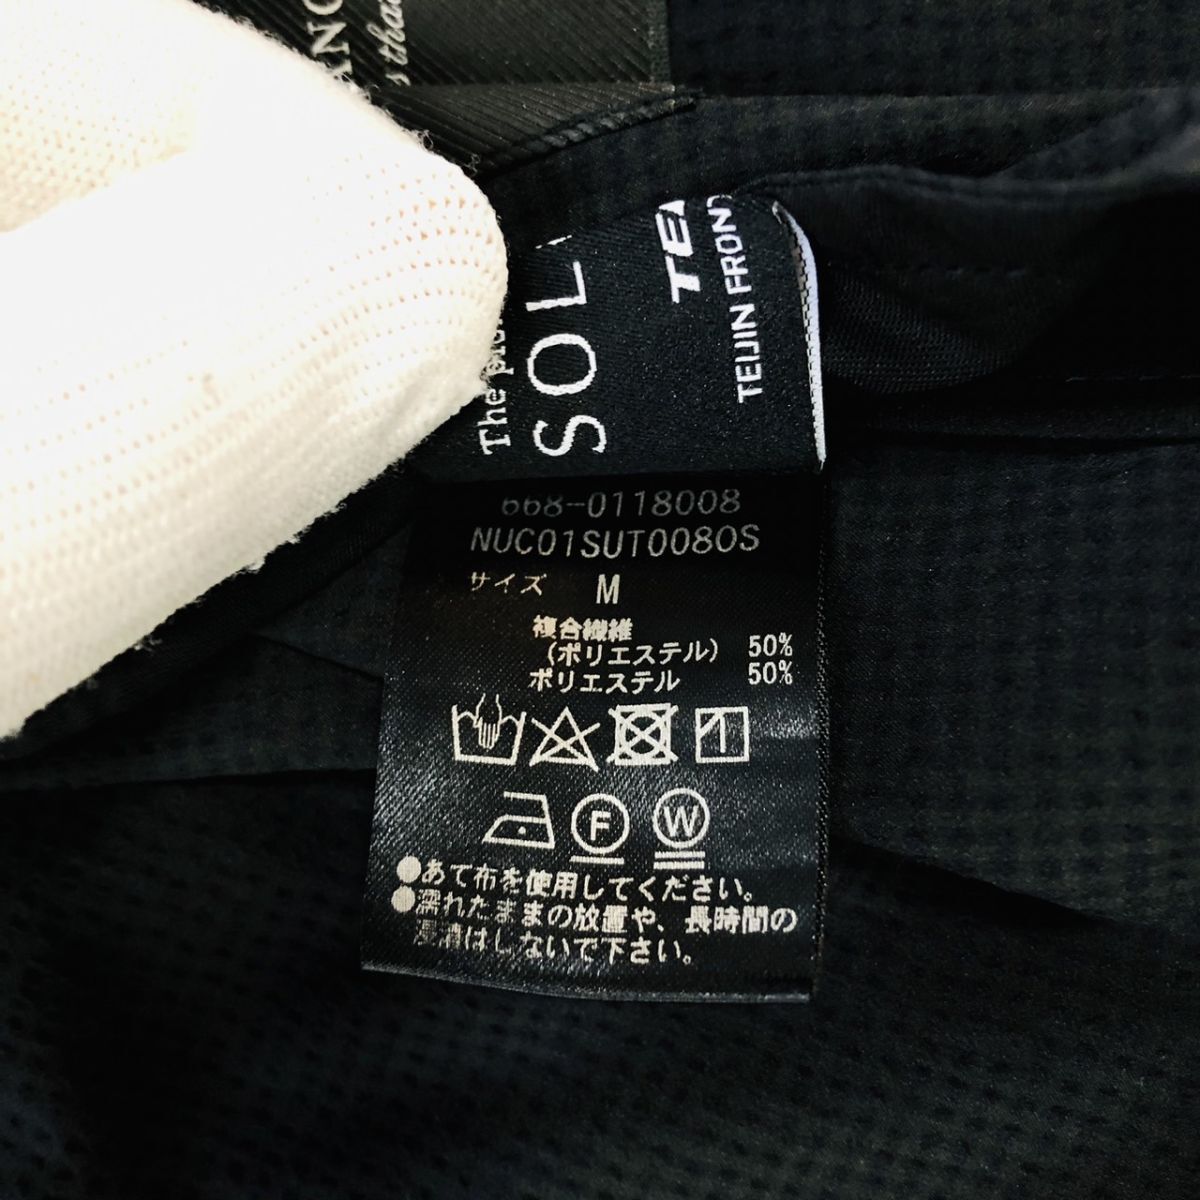 ANG
The
SOL
TEIJIN FRON
668-0118008
NUC01SUT0080S
サイズ M
複合繊維
(ポリエステル) 50%
ポリエステル 50%
F W
●あて布を使用してください。
●濡れたままの放置や、長時間の
浸漬はしないで下さい。